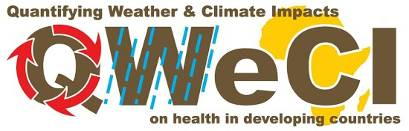 Quantifying Weather & Climate Impacts
QWeCI
on health in developing countries